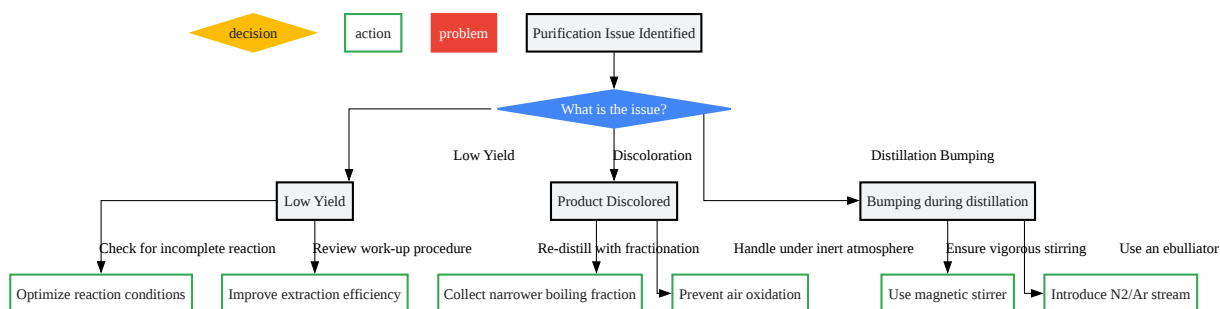 decision
action
problem
Purification Issue Identified
What is the issue?
Low Yield
Discoloration
Distillation Bumping
Low Yield
Product Discolored
Bumping during distillation
Check for incomplete reaction
Review work-up procedure
Re-distill with fractionation
Handle under inert atmosphere
Ensure vigorous stirring
Use an ebulliator
Optimize reaction conditions
Improve extraction efficiency
Collect narrower boiling fraction
Prevent air oxidation
Use magnetic stirrer
Introduce N2/Ar stream